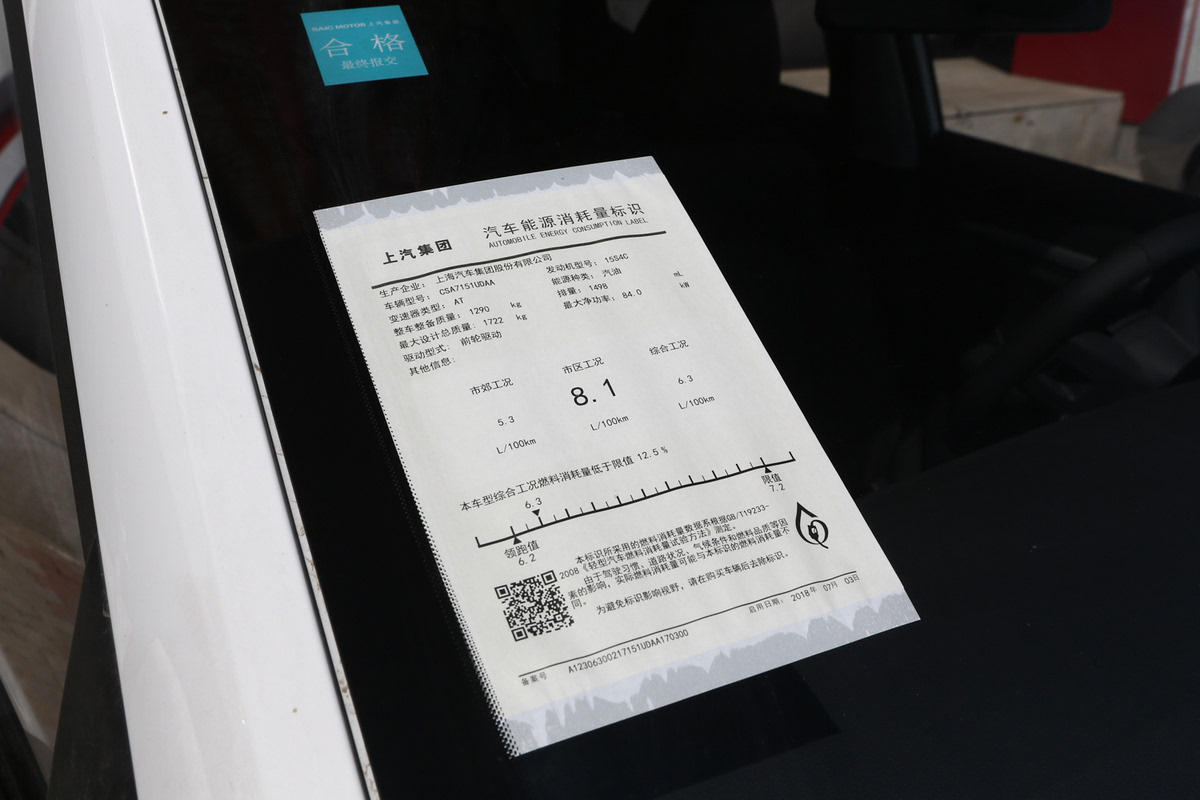 SAIC MOTOR 上汽集团
合格
最终报交
上汽集团
汽车能源消耗量标识
AUTOMOBILE ENERGY CONSUMPTION LABEL
生产企业: 上海汽车集团股份有限公司
车辆型号: CSA7151UDAA
发动机型号: 15S4C
变速器类型: AT
能源种类: 汽油
整车整备质量: 1290 kg
排量: 1498 mL
最大设计总质量: 1722 kg
最大净功率: 84.0 kW
驱动型式: 前轮驱动
其他信息:
市郊工况 市区工况 综合工况
5.3 8.1 6.3
L/100km L/100km L/100km
本车型综合工况燃料消耗量低于限值 12.5 %
6.3
领跑值
6.2
限值
7.2
本标识所采用的燃料消耗量数据系根据GB/T19233-
2008《轻型汽车燃料消耗量试验方法》测定。
由于驾驶习惯、道路状况、气候条件和燃料品质等因
素的影响,实际燃料消耗量可能与本标识的燃料消耗量不
同。
为避免标识影响视野,请在购买车辆后去除标识。
启用日期: 2018年 07月 03日
备案号 A12306300217151UDAA170300